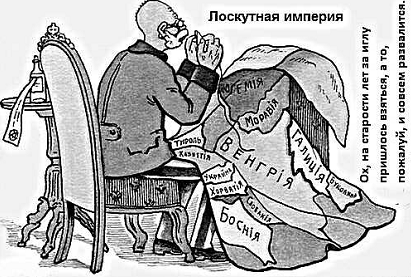 Лоскутная империя
ОГЕМІЯ
МОРАВІЯ
ТИРОЛЬ
ВЕНГРІЯ
ГАЛИЦІЯ
ХОРВАТІЯ
БОСНІЯ
Ох, на старости лет за иглу
пришлось взяться, а то,
пожалуй, и совсем развалится.